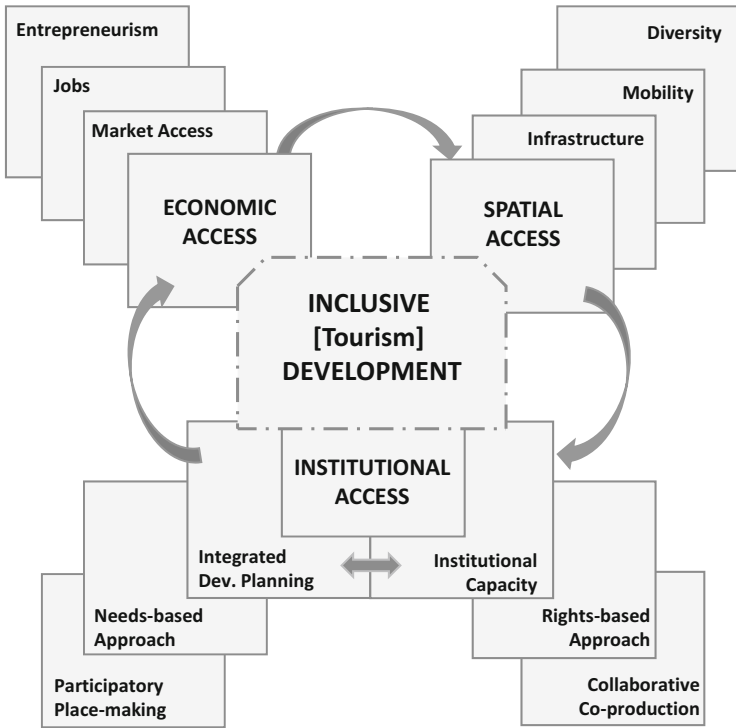 Entrepreneurism
Jobs
Market Access
ECONOMIC
ACCESS
Diversity
Mobility
Infrastructure
SPATIAL
ACCESS
INCLUSIVE
[Tourism]
DEVELOPMENT
INSTITUTIONAL
ACCESS
Integrated
Dev. Planning
Institutional
Capacity
Needs-based
Approach
Participatory
Place-making
Rights-based
Approach
Collaborative
Co-production